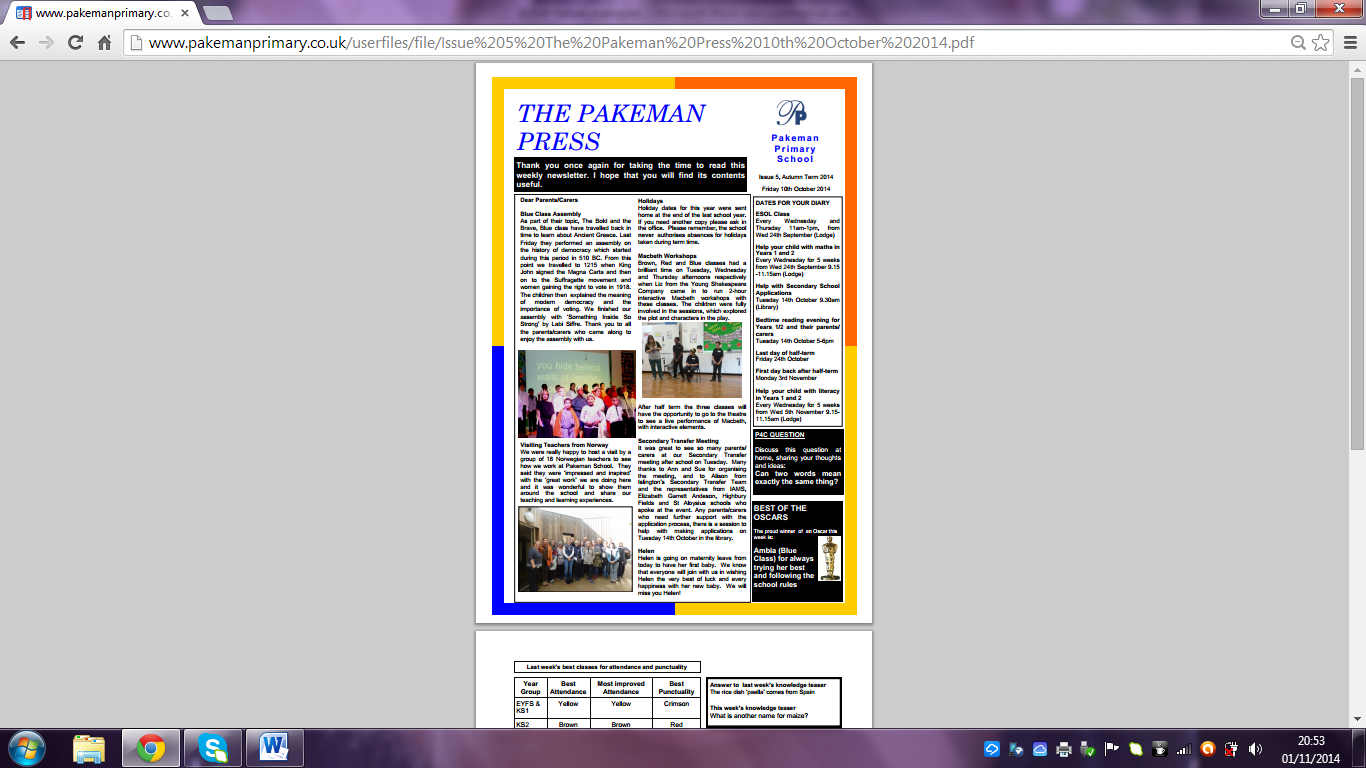 www.pakemanprimary.co.
www.pakemanprimary.co.uk/userfiles/file/Issue%205%20The%20Pakeman%20Press%2010th%20October%202014.pdf
THE PAKEMAN
PRESS
Thank you once again for taking the time to read this
weekly newsletter. I hope that you will find its contents
useful.
Pp
Pakeman
Primary
School
Issue 5, Autumn Term 2014
Friday 10th October 2014
Dear Parents/Carers
Blue Class Assembly
As part of their topic, The Bold and the
Brave, Blue class have travelled back in
time to learn about Ancient Greece. Last
Friday they performed an assembly on
the history of democracy which started
during this period in 510 BC. From this
point we travelled to 1215 when King
John signed the Magna Carta and then
on to the Suffragette movement and
women gaining the right to vote in 1918.
The children then explained the meaning
of modern democracy and the
importance of voting. We finished our
assembly with 'Something Inside So
Strong' by Labi Siffre. Thank you to all
the parents/carers who came along to
enjoy the assembly with us.
you hide behind
walls of
Visiting Teachers from Norway
We were really happy to host a visit by a
group of 18 Norwegian teachers to see
how we work at Pakeman School. They
said they were 'impressed and inspired'
with the 'great work' we are doing here
and it was wonderful to show them
around the school and share our
teaching and learning experiences.
Holidays
Holiday dates for this year were sent
home at the end of the last school year.
If you need another copy please ask in
the office. Please remember, the school
never authorises absences for holidays
taken during term time.
Macbeth Workshops
Brown, Red and Blue classes had a
brilliant time on Tuesday, Wednesday
and Thursday afternoons respectively
when Liz from the Young Shakespeare
Company came in to run 2-hour
interactive Macbeth workshops with
these classes. The children were fully
involved in the sessions, which explored
the plot and characters in the play.
After half term the three classes will
have the opportunity to go to the theatre
to see a live performance of Macbeth,
with interactive elements.
Secondary Transfer Meeting
It was great to see so many parents/
carers at our Secondary Transfer
meeting after school on Tuesday. Many
thanks to Ann and Sue for organising
the meeting, and to Alison from
Islington's Secondary Transfer Team
and the representatives from IAMS,
Elizabeth Garrett Andeson, Highbury
Fields and St Aloysius schools who
spoke at the event. Any parents/carers
who need further support with the
application process, there is a session to
help with making applications on
Tuesday 14th October in the library.
Helen
Helen is going on maternity leave from
today to have her first baby. We know
that everyone will join with us in wishing
Helen the very best of luck and every
happiness with her new baby. We will
miss you Helen!
DATES FOR YOUR DIARY
ESOL Class
Every Wednesday and
Thursday 11am-1pm, from
Wed 24th September (Lodge)
Help your child with maths in
Years 1 and 2
Every Wednesday for 5 weeks
from Wed 24th September 9.15
-11.15am (Lodge)
Help with Secondary School
Applications
Tuesday 14th October 9.30am
(Library)
Bedtime reading evening for
Years 1/2 and their parents/
carers
Tuesday 14th October 5-6pm
Last day of half-term
Friday 24th October
First day back after half-term
Monday 3rd November
Help your child with literacy
in Years 1 and 2
Every Wednesday for 5 weeks
from Wed 5th November 9.15-
11.15am (Lodge)
P4C QUESTION
Discuss this question at
home, sharing your thoughts
and ideas:
Can two words mean
exactly the same thing?
BEST OF THE
OSCARS
The proud winner of an Oscar this
week is:
Ambia (Blue
Class) for always
trying her best
and following the
school rules
Last week's best classes for attendance and punctuality
Year Group Best Attendance Most improved Attendance Best Punctuality
EYFS & KS1 Yellow Yellow Crimson
KS2 Brown Brown Red
Answer to last week's knowledge teaser
The rice dish 'paella' comes from Spain
This week's knowledge teaser
What is another name for maize?
20:53
01/11/2014